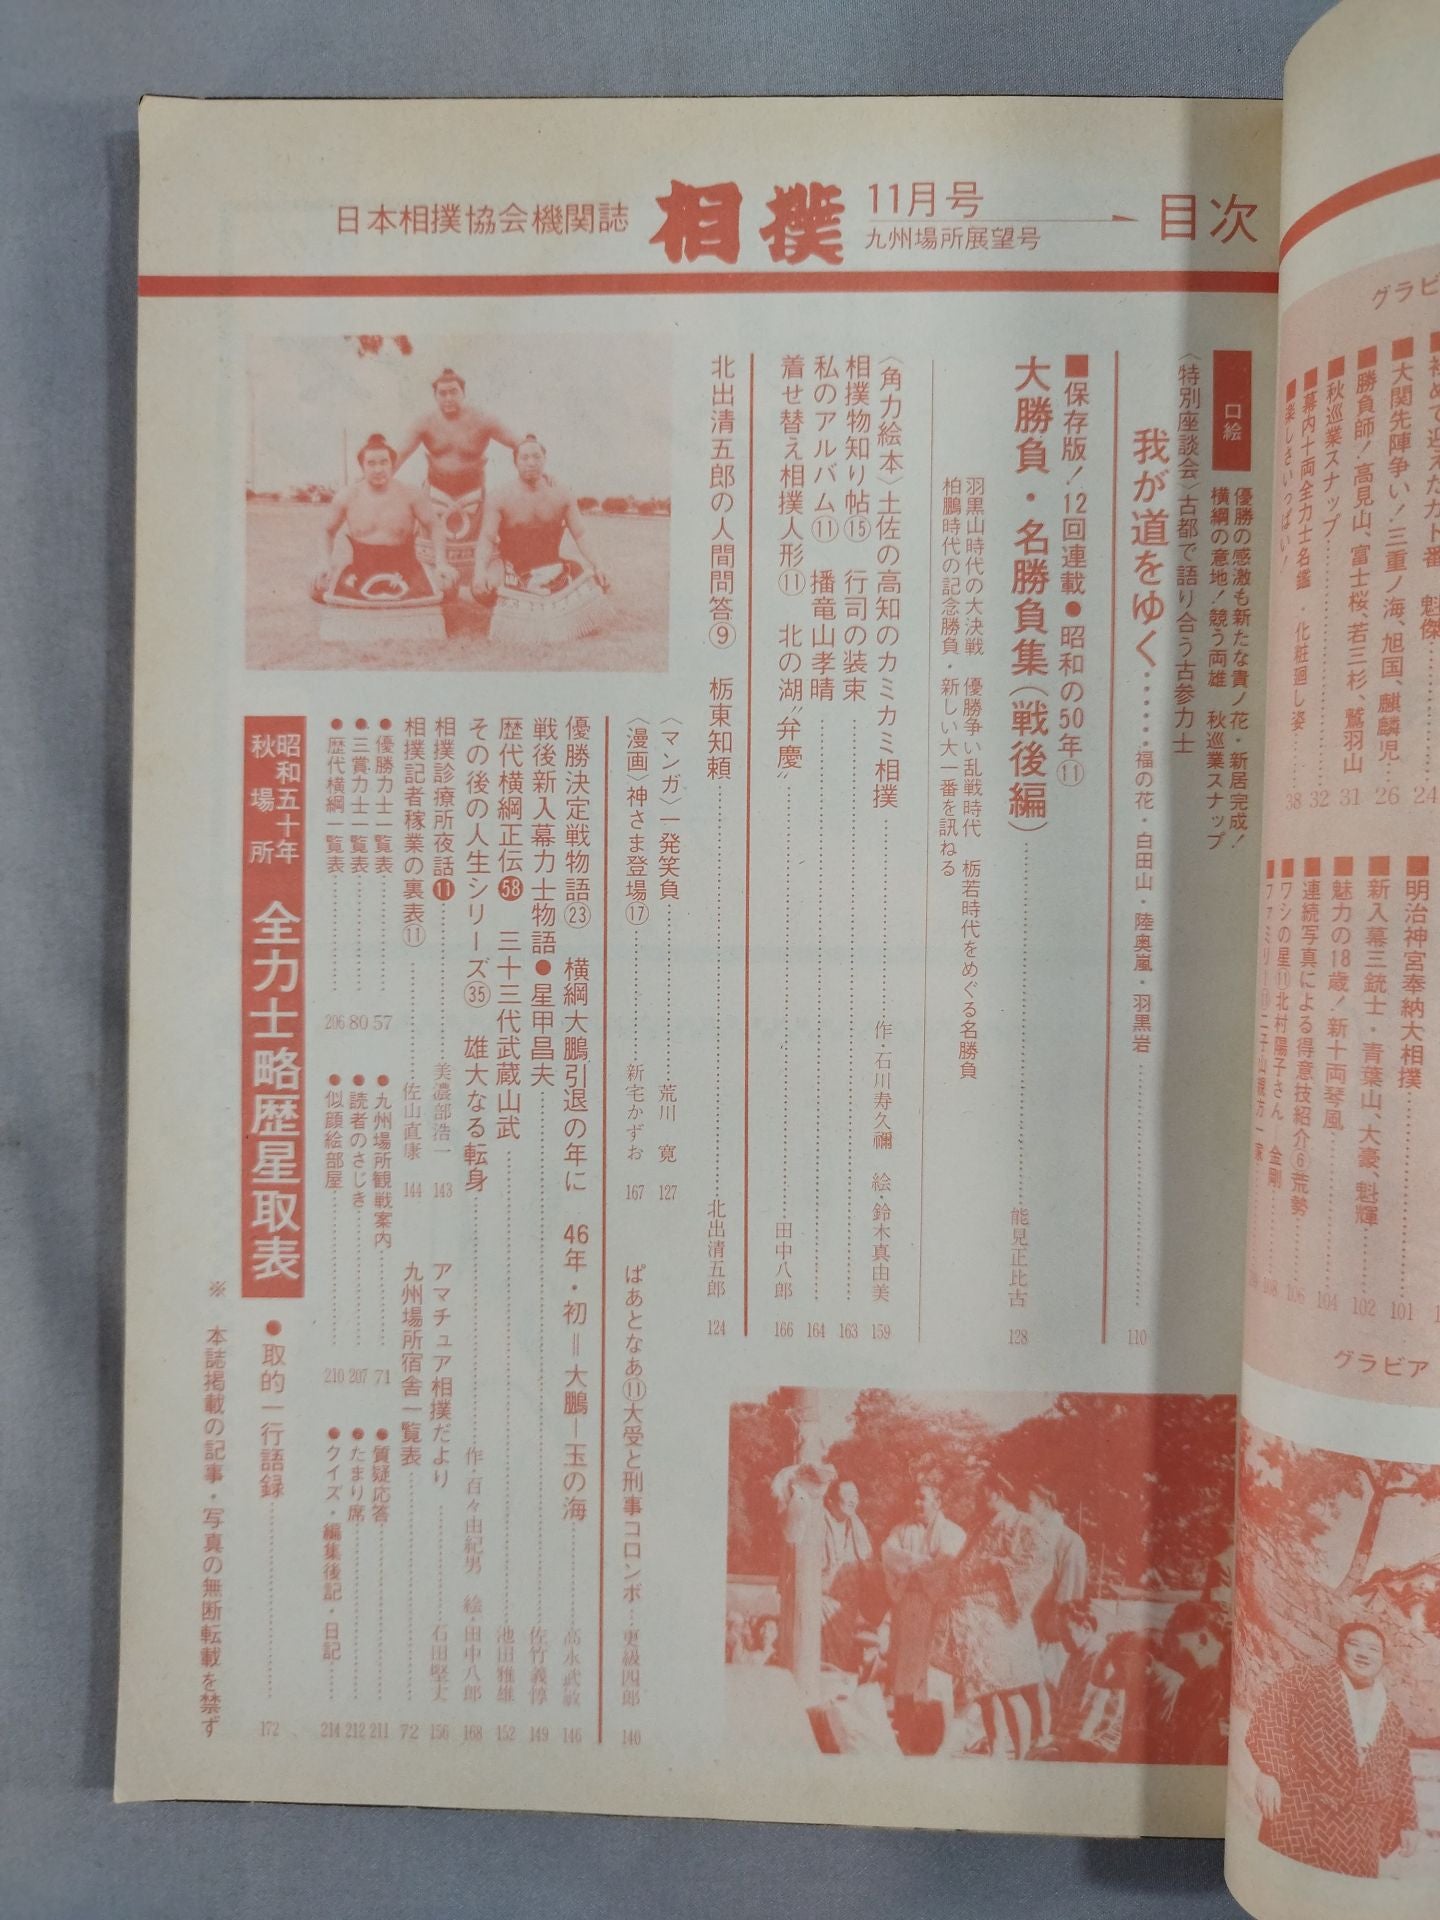 日本相撲協会機関誌 相撲 11月号 九州場所展望号 目次
口絵
優勝の感激も新たな貴ノ花・新居完成!
横綱の意地!競う両雄 秋巡業スナップ
〈特別座談会〉古都で語り合う古参力士
我が道をゆく……福の花・白田山・陸奥嵐・羽黒岩 110
■保存版!12回連載●昭和の50年⑪
大勝負・名勝負集(戦後編) 能見正比古 128
羽黒山時代の大決戦 優勝争い乱戦時代 栃若時代をめぐる名勝負
柏鵬時代の記念勝負・新しい大一番を訊ねる
〈角力絵本〉土佐の高知のカミカミ相撲 作・石川寿久禰 絵・鈴木真由美 159
相撲物知り帖⑮ 行司の装束 163
私のアルバム⑪ 播竜山孝晴 164
着せ替え相撲人形⑪ 北の湖〝弁慶〟 田中八郎 166
北出清五郎の人間問答⑨ 栃東知頼 北出清五郎 124
〈マンガ〉一発笑負 荒川 寛 127
〈漫画〉神さま登場⑰ 新宅かずお 167
ぱあとなあ⑪大受と刑事コロンボ…更級四郎 140
優勝決定戦物語㉓ 横綱大鵬引退の年に 46年・初＝大鵬―玉の海 高永武敏 146
戦後新入幕力士物語●星甲昌夫 佐竹義惇 149
歴代横綱正伝58 三十三代武蔵山武 池田雅雄 152
その後の人生シリーズ㉟ 雄大なる転身 作・百々由紀男 絵・田中八郎 168
相撲診療所夜話⑪ 美濃部浩一 143
アマチュア相撲だより 石田堅丈 156
相撲記者稼業の裏表⑪ 佐山直康 144
九州場所宿舎一覧表 72
●優勝力士一覧表 57
●九州場所観戦案内 71
●質疑応答 211
●三賞力士一覧表 80
●読者のさじき 207
●たまり席 212
●歴代横綱一覧表 206
●似顔絵部屋 210
●クイズ・編集後記・日記 214
昭和五十年秋場所 全力士略歴星取表
●取的一行語録 172
※本誌掲載の記事・写真の無断転載を禁ず
グラビ
魁傑 24
■大関先陣争い!三重ノ海、旭国、麒麟児 26
■勝負師!高見山、富士桜、若三杉、鷲羽山 31
■秋巡業スナップ 32
■幕内十両全力士名鑑・化粧廻し姿 38
■楽しさいっぱい!
■明治神宮奉納大相撲 101
■新入幕三銃士・青葉山、大豪、魁輝 102
■魅力の18歳!新十両琴風 104
■連続写真による得意技紹介⑥荒勢 106
■ワシの星⑪北村陽子さん―金剛 108
グラビア